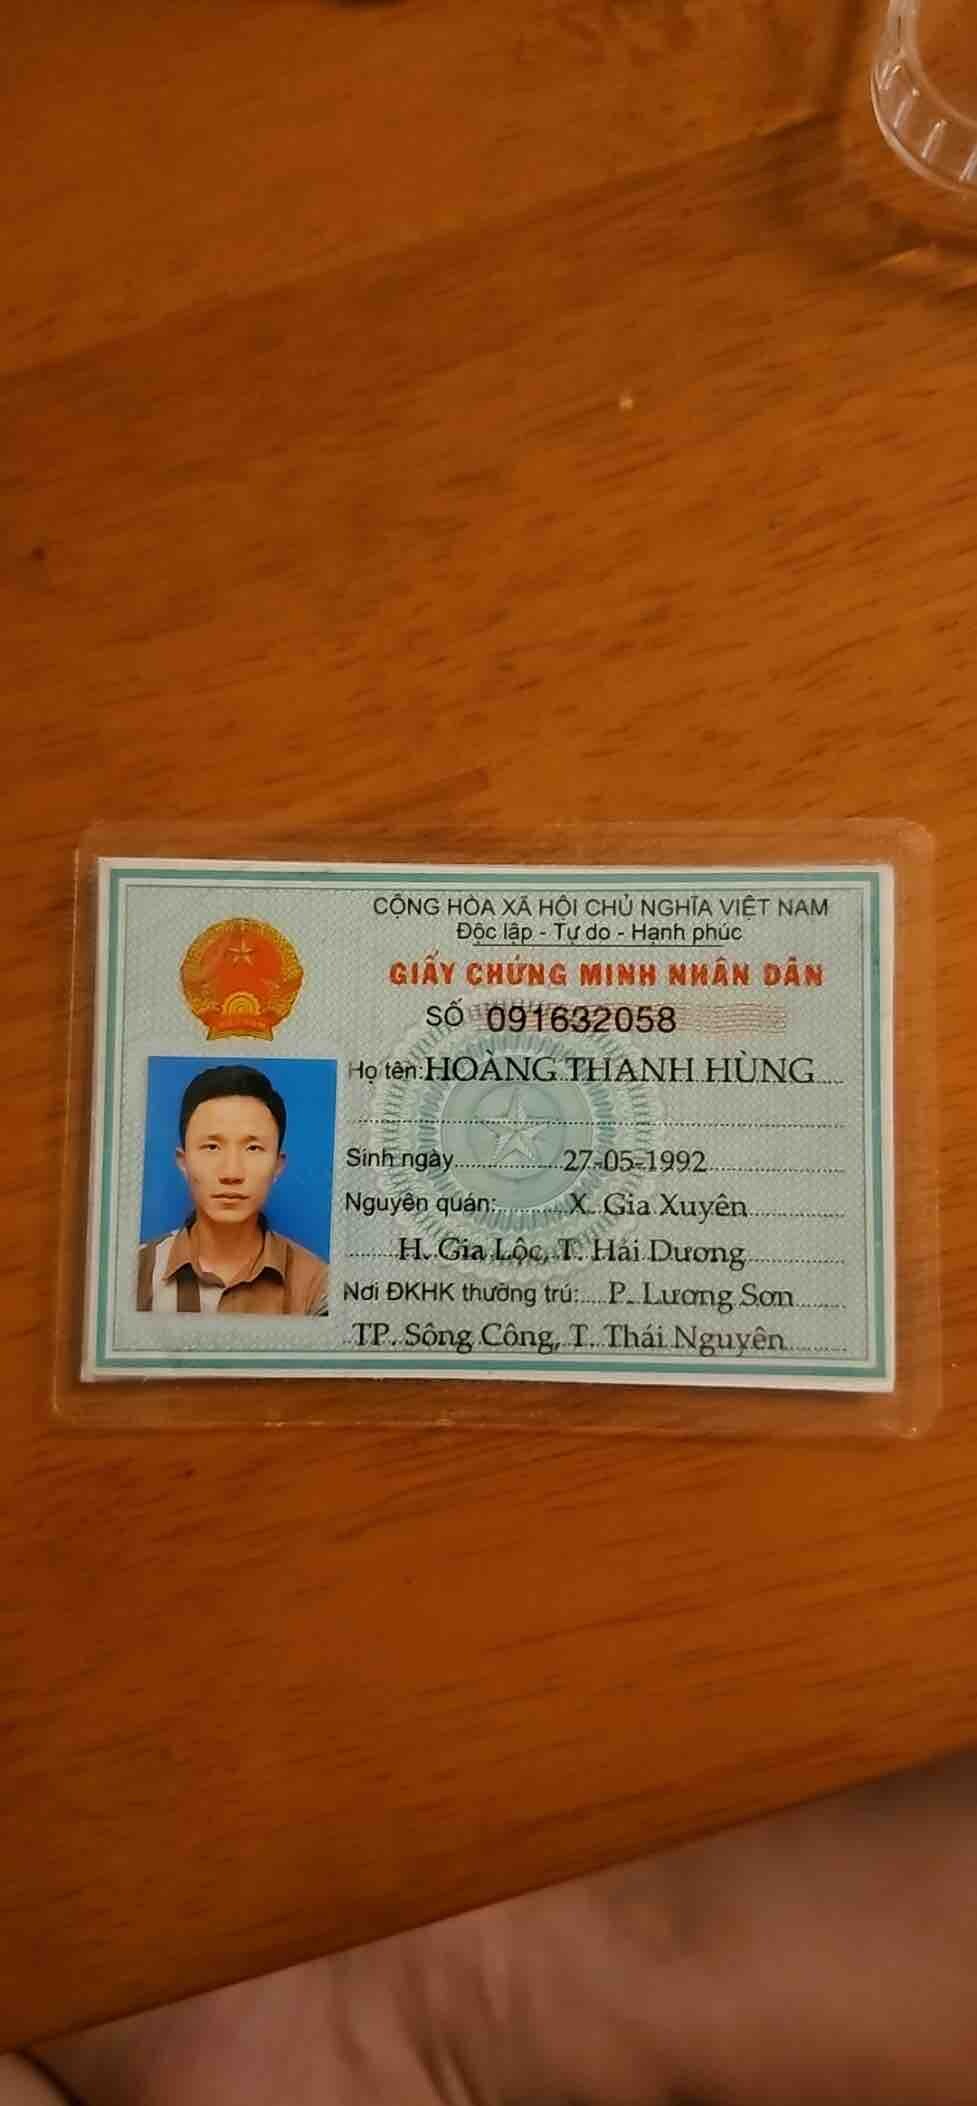 CỘNG HÒA XÃ HỘI CHỦ NGHĨA VIỆT NAM
Độc lập - Tự do - Hạnh phúc
GIẤY CHỨNG MINH NHÂN DÂN
SỐ 091632058
Họ tên: HOÀNG THANH HÙNG
Sinh ngày 27-05-1992
Nguyên quán: X. Gia Xuyên
H. Gia Lộc, T. Hải Dương
Nơi ĐKHK thường trú: P. Lương Sơn
TP. Sông Công, T. Thái Nguyên